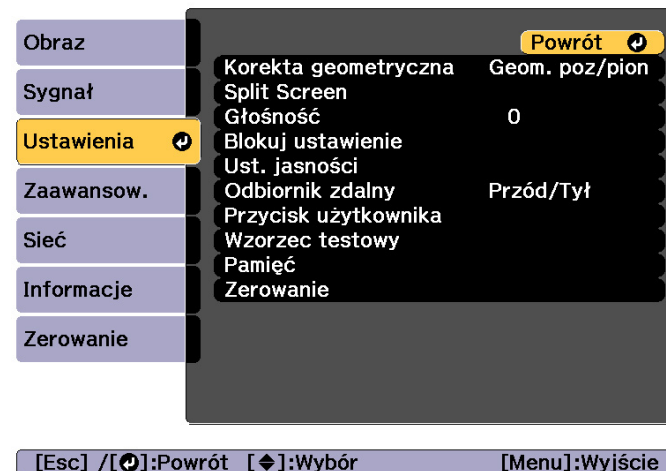 Obraz
Sygnał
Ustawienia
Zaawansow.
Sieć
Informacje
Zerowanie
Powrót
Korekta geometryczna Geom. poz/pion
Split Screen
Głośność 0
Blokuj ustawienie
Ust. jasności
Odbiornik zdalny Przód/Tył
Przycisk użytkownika
Wzorzec testowy
Pamięć
Zerowanie
[Esc] /[⏎]:Powrót [◆]:Wybór [Menu]:Wyjście